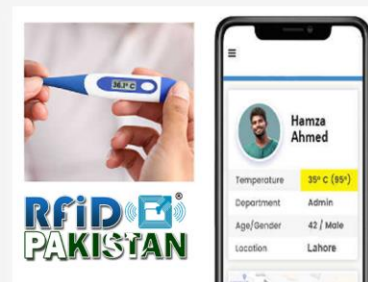 36.1° C
RFiD ®
PAKISTAN
Hamza
Ahmed
Temperature 35° C (95°)
Department Admin
Age/Gender 42 / Male
Location Lahore